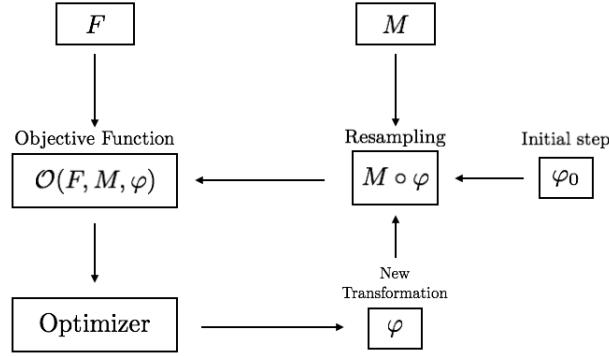 F
M
Objective Function
Resampling
Initial step
𝒪(F, M, φ)
M ∘ φ
φ₀
New
Transformation
Optimizer
φ